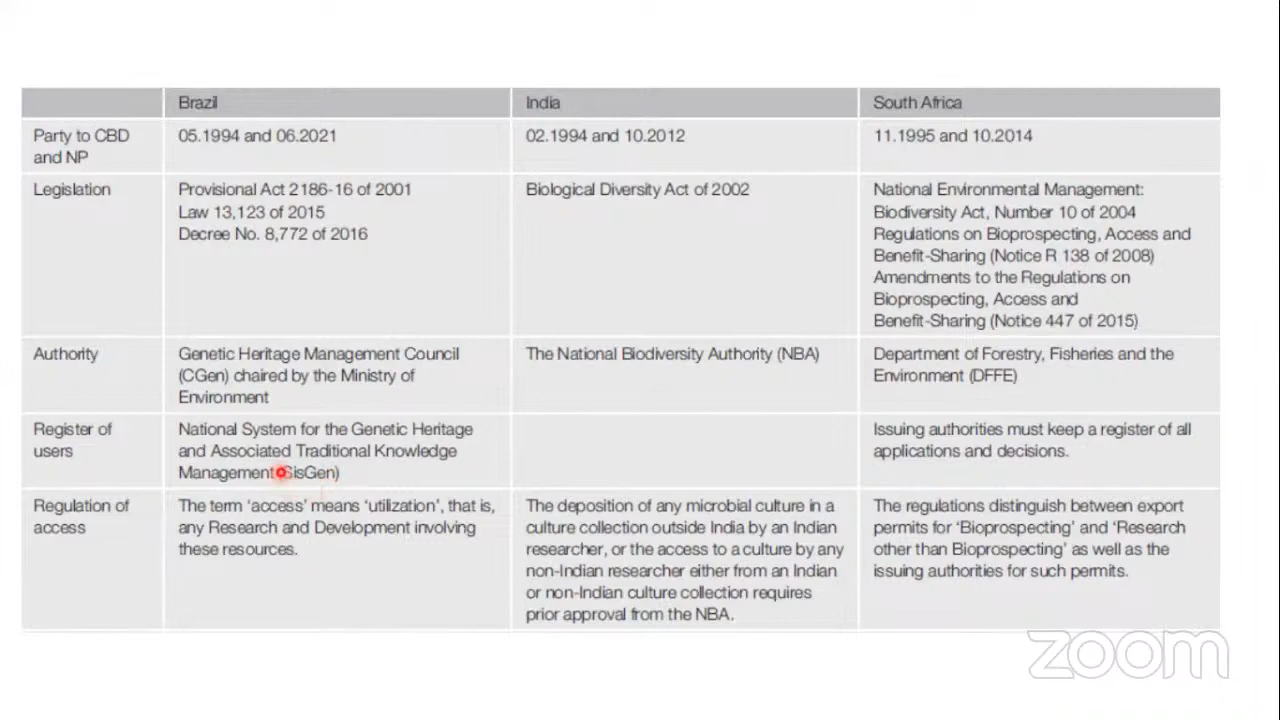 Brazil
India
South Africa
Party to CBD
and NP
05.1994 and 06.2021
02.1994 and 10.2012
11.1995 and 10.2014
Legislation
Provisional Act 2186-16 of 2001
Law 13,123 of 2015
Decree No. 8,772 of 2016
Biological Diversity Act of 2002
National Environmental Management:
Biodiversity Act, Number 10 of 2004
Regulations on Bioprospecting, Access and
Benefit-Sharing (Notice R 138 of 2008)
Amendments to the Regulations on
Bioprospecting, Access and
Benefit-Sharing (Notice 447 of 2015)
Authority
Genetic Heritage Management Council
(CGen) chaired by the Ministry of
Environment
The National Biodiversity Authority (NBA)
Department of Forestry, Fisheries and the
Environment (DFFE)
Register of
users
National System for the Genetic Heritage
and Associated Traditional Knowledge
Management (SisGen)
Issuing authorities must keep a register of all
applications and decisions.
Regulation of
access
The term ‘access’ means ‘utilization’, that is,
any Research and Development involving
these resources.
The deposition of any microbial culture in a
culture collection outside India by an Indian
researcher, or the access to a culture by any
non-Indian researcher either from an Indian
or non-Indian culture collection requires
prior approval from the NBA.
The regulations distinguish between export
permits for ‘Bioprospecting’ and ‘Research
other than Bioprospecting’ as well as the
issuing authorities for such permits.
zoom